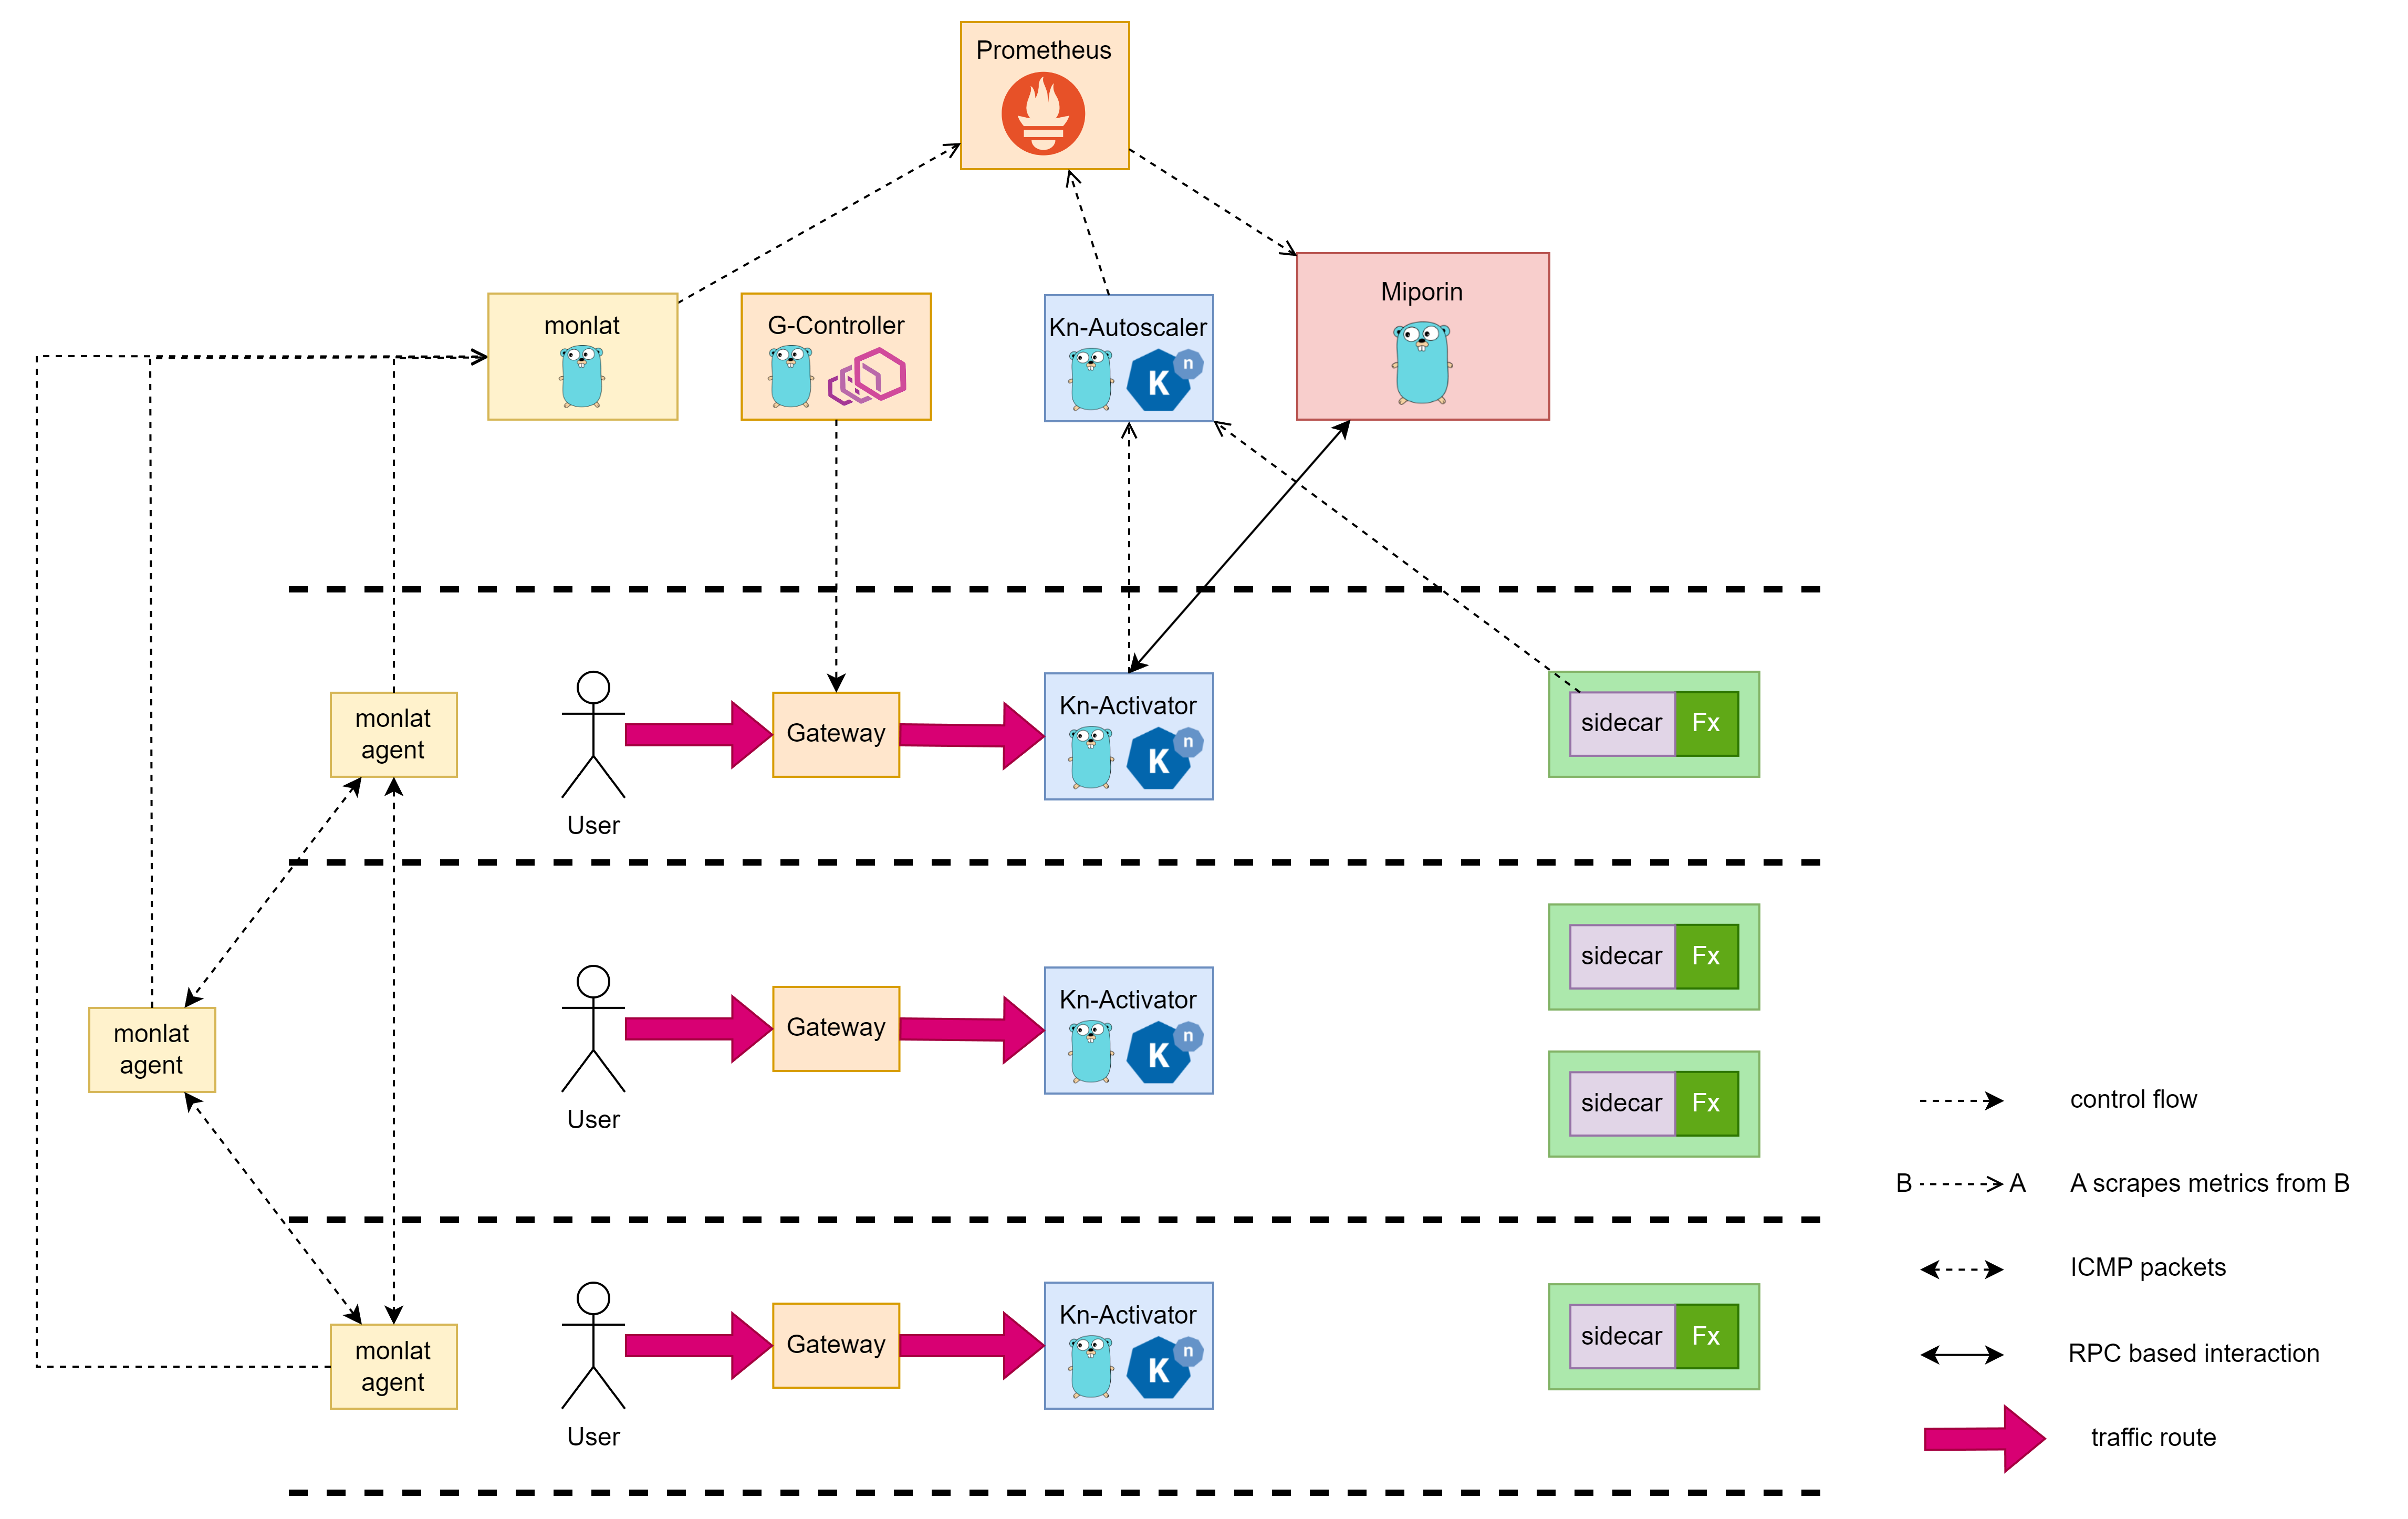 Prometheus
monlat
G-Controller
Kn-Autoscaler
K n
Miporin
monlat
agent
User
Gateway
Kn-Activator
K n
sidecar Fx
monlat
agent
User
Gateway
Kn-Activator
K n
sidecar Fx
sidecar Fx
monlat
agent
User
Gateway
Kn-Activator
K n
sidecar Fx
control flow
B A A scrapes metrics from B
ICMP packets
RPC based interaction
traffic route